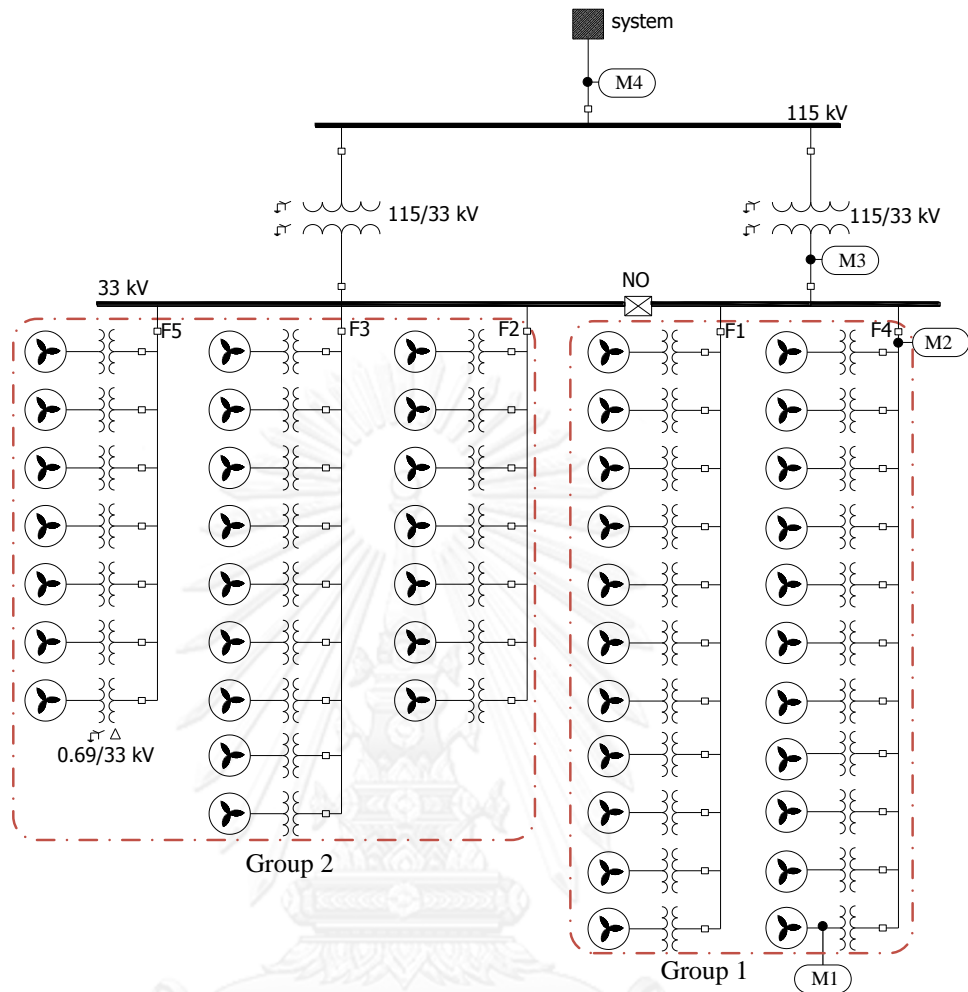 system
M4
115 kV
115/33 kV
115/33 kV
M3
33 kV
NO
F5
F3
F2
F1
F4
M2
0.69/33 kV
Group 2
Group 1
M1